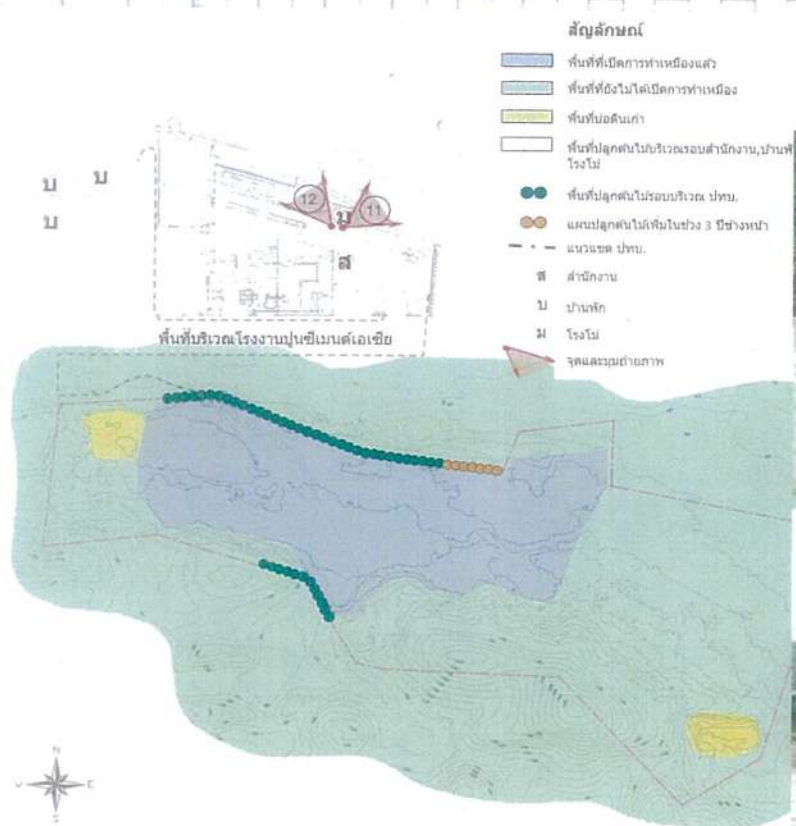 สัญลักษณ์
พื้นที่ที่เปิดการทำเหมืองแล้ว
พื้นที่ที่ยังไม่ได้เปิดการทำเหมือง
พื้นที่บ่อดินเก่า
พื้นที่ปลูกต้นไม้บริเวณรอบสำนักงาน,บ้านพัก
โรงโม่
พื้นที่ปลูกต้นไม้รอบบริเวณ ปทบ.
แผนปลูกต้นไม้เพิ่มในช่วง 3 ปีข้างหน้า
แนวเขต ปทบ.
ส สำนักงาน
บ บ้านพัก
ม โรงโม่
จุดและมุมถ่ายภาพ
บ บ
บ
12 ม 11
ส
พื้นที่บริเวณโรงงานปูนซีเมนต์เอเซีย
N
E
S